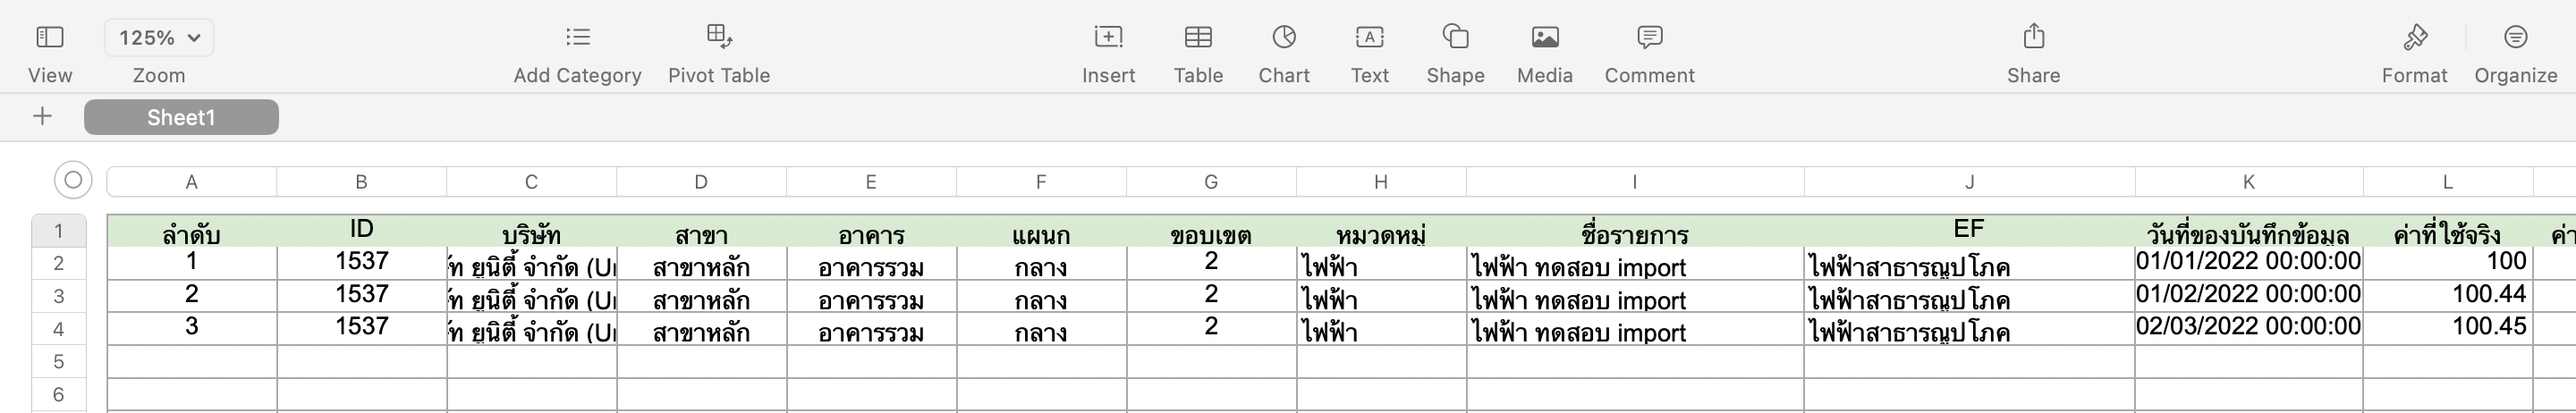 125%
View Zoom Add Category Pivot Table Insert Table Chart Text Shape Media Comment Share Format Organize
Sheet1
A B C D E F G H I J K L
1 ลำดับ ID บริษัท สาขา อาคาร แผนก ขอบเขต หมวดหมู่ ชื่อรายการ EF วันที่ของบันทึกข้อมูล ค่าที่ใช้จริง
2 1 1537 ยูนิตี้ จำกัด สาขาหลัก อาคารรวม กลาง 2 ไฟฟ้า ไฟฟ้า ทดสอบ import ไฟฟ้าสาธารณูปโภค 01/01/2022 00:00:00 100
3 2 1537 ยูนิตี้ จำกัด สาขาหลัก อาคารรวม กลาง 2 ไฟฟ้า ไฟฟ้า ทดสอบ import ไฟฟ้าสาธารณูปโภค 01/02/2022 00:00:00 100.44
4 3 1537 ยูนิตี้ จำกัด สาขาหลัก อาคารรวม กลาง 2 ไฟฟ้า ไฟฟ้า ทดสอบ import ไฟฟ้าสาธารณูปโภค 02/03/2022 00:00:00 100.45
5
6